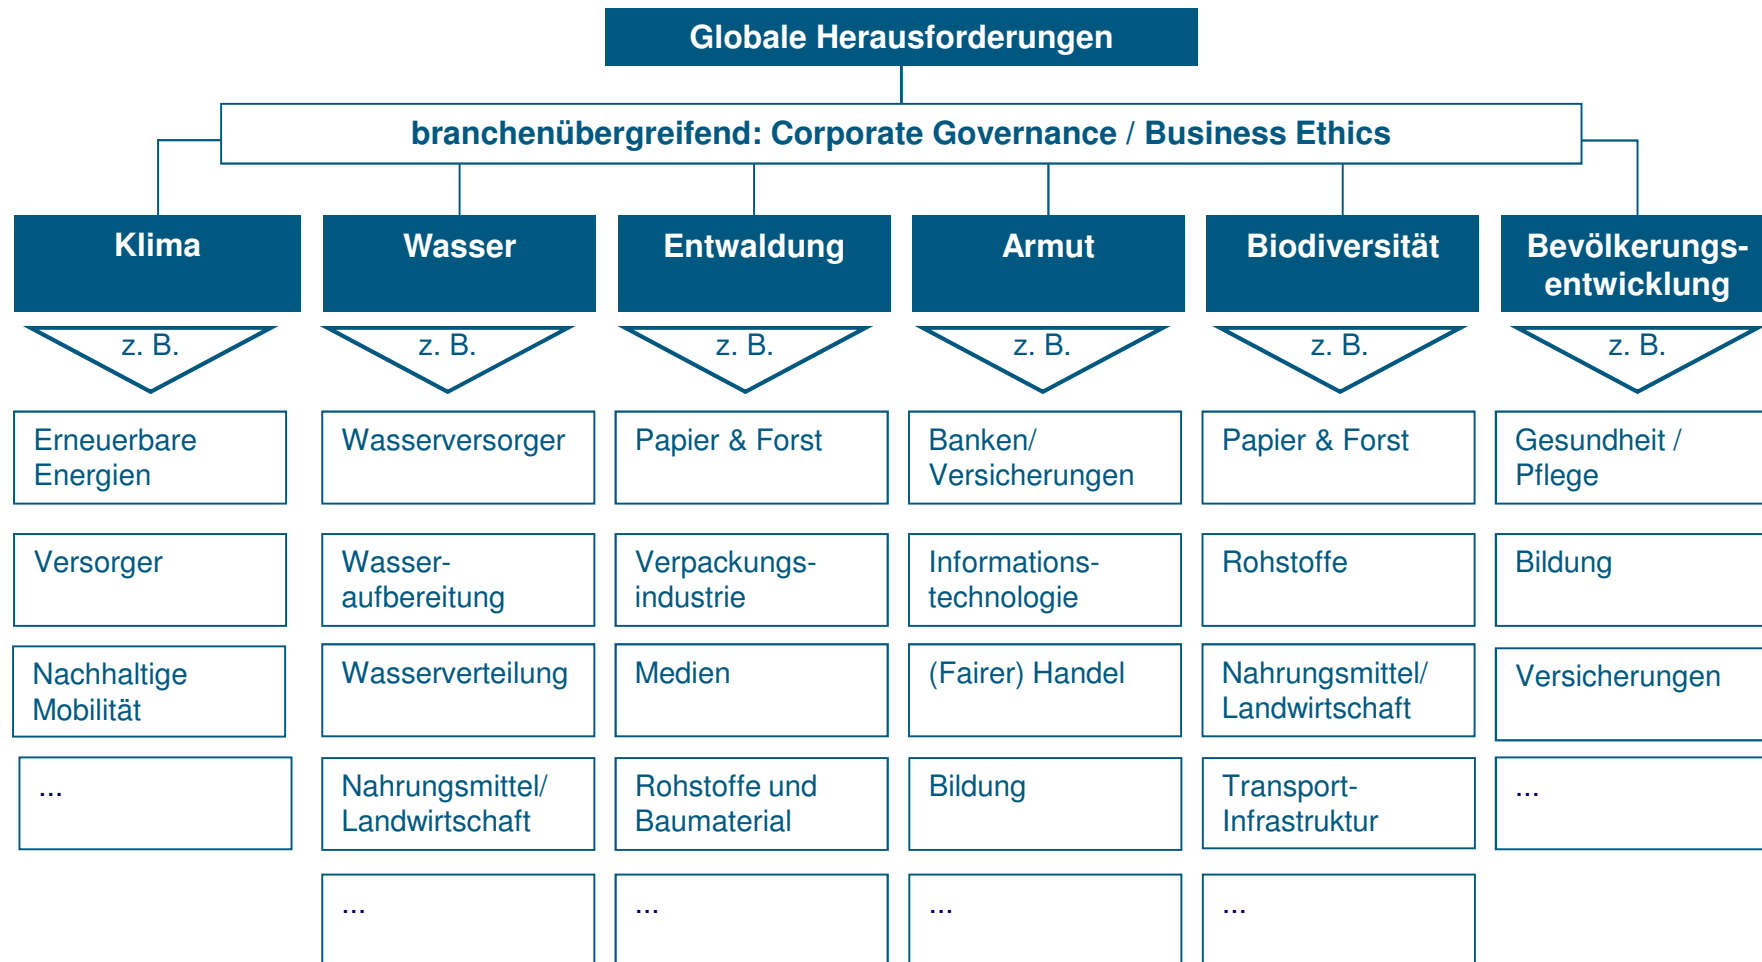 Globale Herausforderungen
branchenübergreifend: Corporate Governance / Business Ethics
Klima
Wasser
Entwaldung
Armut
Biodiversität
Bevölkerungs-
entwicklung
z. B.
z. B.
z. B.
z. B.
z. B.
z. B.
Erneuerbare
Energien
Wasserversorger
Papier & Forst
Banken/
Versicherungen
Papier & Forst
Gesundheit /
Pflege
Versorger
Wasser-
aufbereitung
Verpackungs-
industrie
Informations-
technologie
Rohstoffe
Bildung
Nachhaltige
Mobilität
Wasserverteilung
Medien
(Fairer) Handel
Nahrungsmittel/
Landwirtschaft
Versicherungen
...
Nahrungsmittel/
Landwirtschaft
Rohstoffe und
Baumaterial
Bildung
Transport-
Infrastruktur
...
...
...
...
...